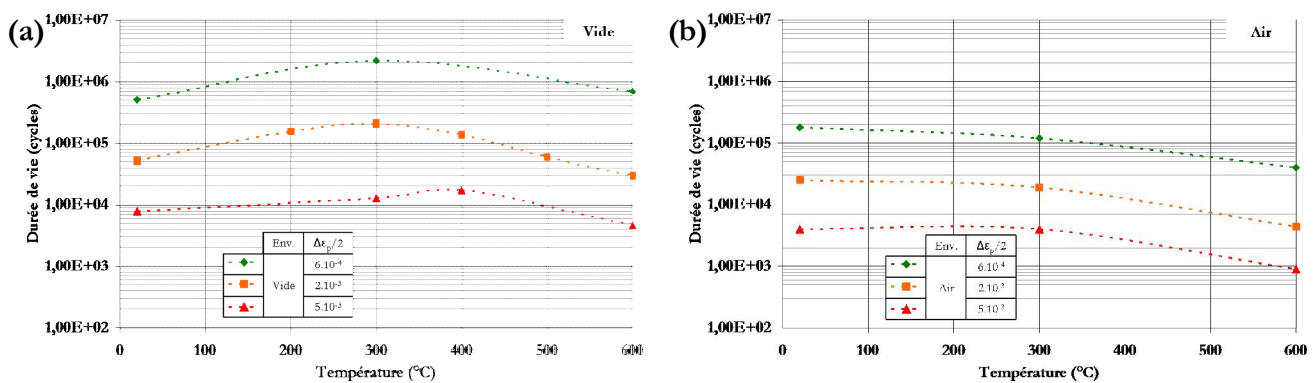 (a)
Vide
1,00E+07
1,00E+06
1,00E+05
1,00E+04
1,00E+03
1,00E+02
Durée de vie (cycles)
Env. Δεp/2
6.10-4
Vide 2.10-3
5.10-3
0 100 200 300 400 500 600
Température (°C)
(b)
Air
1,00E+07
1,00E+06
1,00E+05
1,00E+04
1,00E+03
1,00E+02
Durée de vie (cycles)
Env. Δεp/2
6.10-4
Air 2.10-3
5.10-3
0 100 200 300 400 500 600
Température (°C)